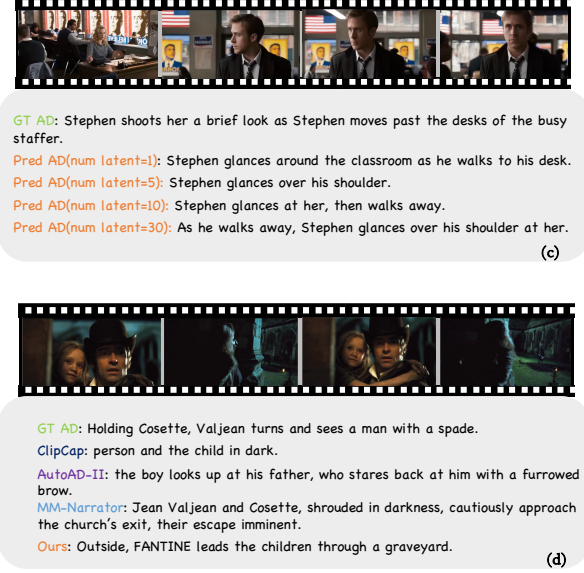 GT AD: Stephen shoots her a brief look as Stephen moves past the desks of the busy
staffer.
Pred AD(num latent=1): Stephen glances around the classroom as he walks to his desk.
Pred AD(num latent=5): Stephen glances over his shoulder.
Pred AD(num latent=10): Stephen glances at her, then walks away.
Pred AD(num latent=30): As he walks away, Stephen glances over his shoulder at her.
(c)
GT AD: Holding Cosette, Valjean turns and sees a man with a spade.
ClipCap: person and the child in dark.
AutoAD-II: the boy looks up at his father, who stares back at him with a furrowed
brow.
MM-Narrator: Jean Valjean and Cosette, shrouded in darkness, cautiously approach
the church's exit, their escape imminent.
Ours: Outside, FANTINE leads the children through a graveyard.
(d)